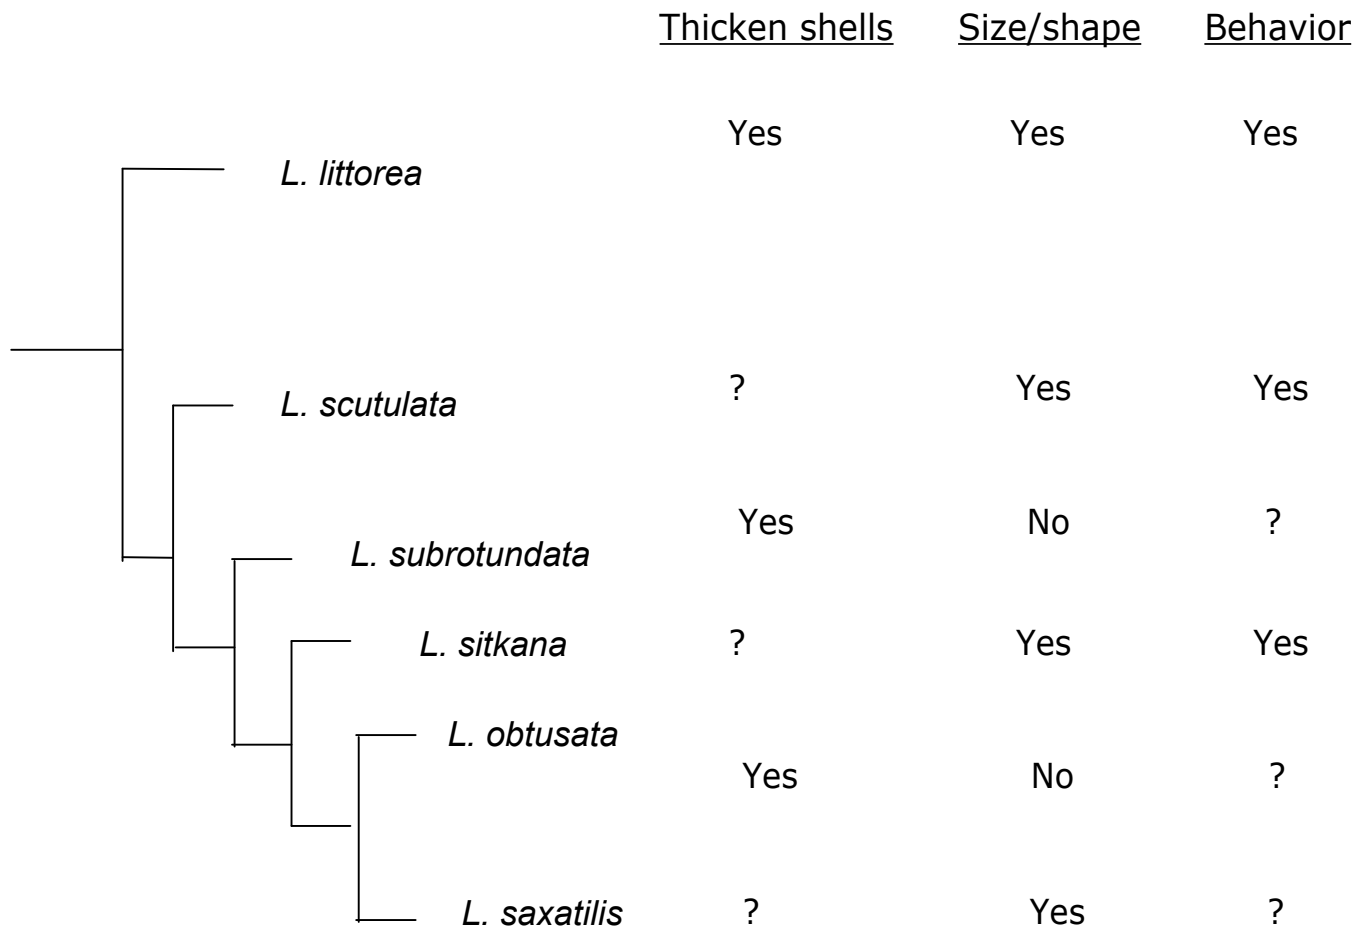 Thicken shells Size/shape Behavior
Yes Yes Yes
L. littorea
? Yes Yes
L. scutulata
Yes No ?
L. subrotundata
L. sitkana ? Yes Yes
L. obtusata
Yes No ?
L. saxatilis ? Yes ?